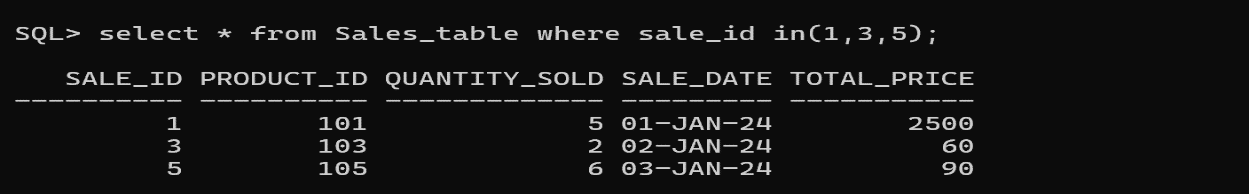 SQL> select * from Sales_table where sale_id in(1,3,5);
SALE_ID PRODUCT_ID QUANTITY_SOLD SALE_DATE TOTAL_PRICE
---------- ---------- ------------- --------- -----------
1 101 5 01-JAN-24 2500
3 103 2 02-JAN-24 60
5 105 6 03-JAN-24 90